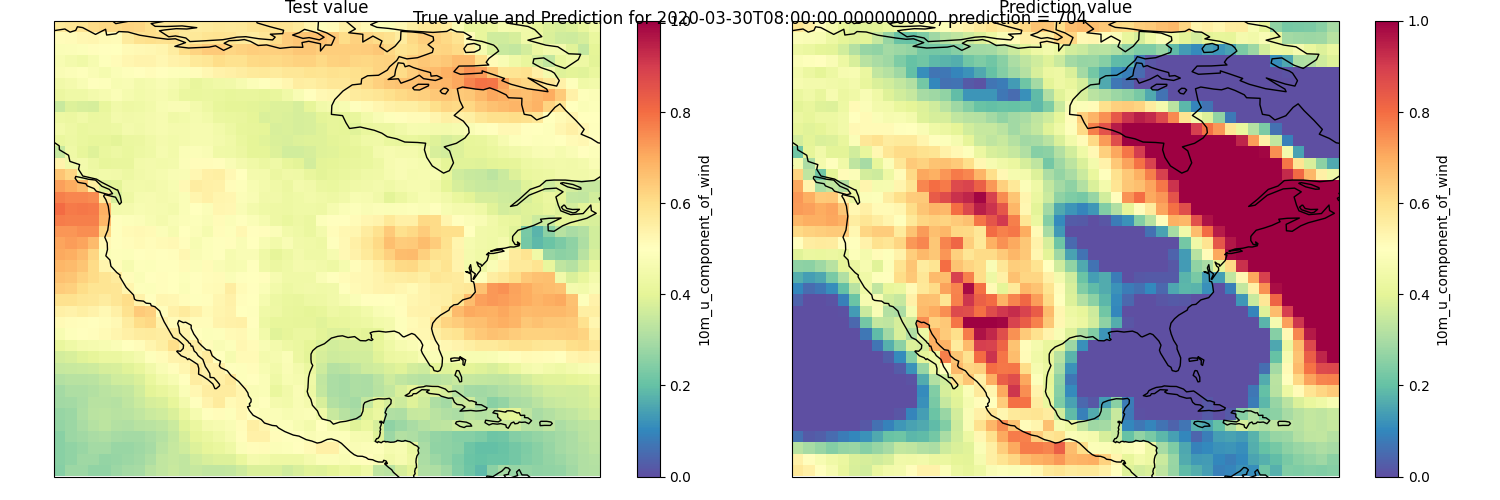 Test value
Prediction value
True value and Prediction for 2020-03-30T08:00:00.000000000, prediction = 704
1.0
0.8
0.6
0.4
0.2
0.0
10m_u_component_of_wind
1.0
0.8
0.6
0.4
0.2
0.0
10m_u_component_of_wind